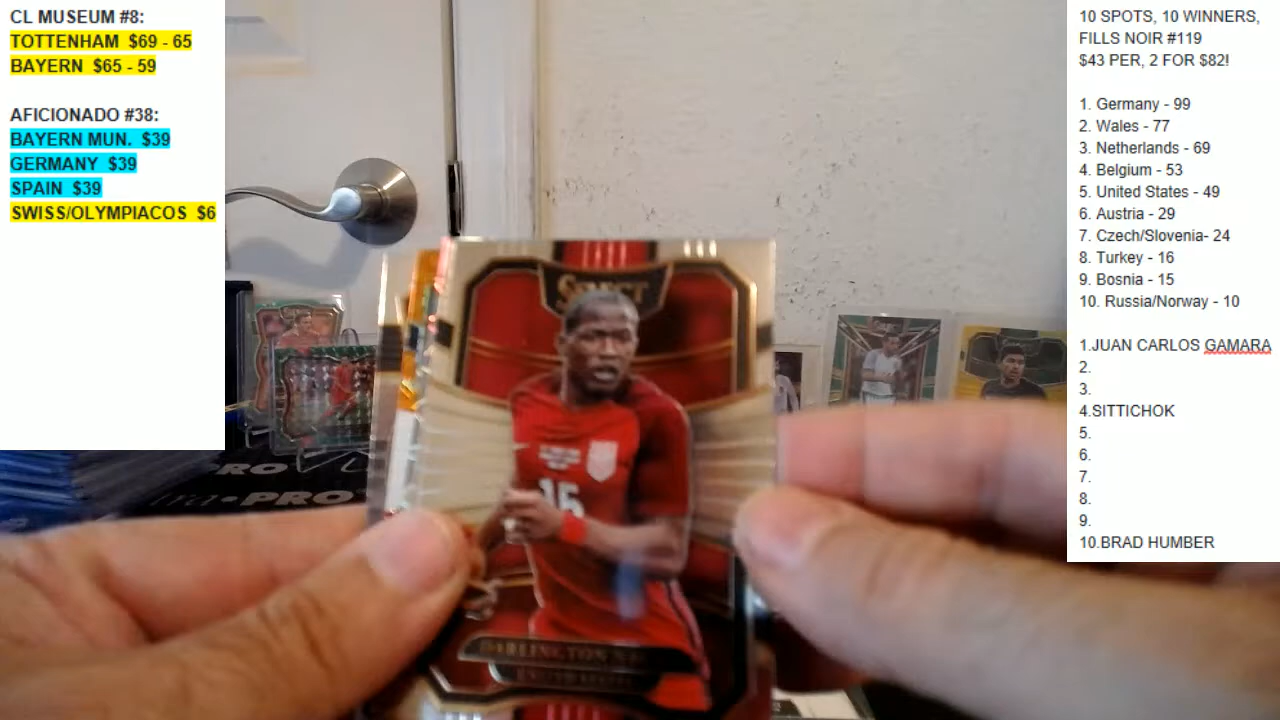 CL MUSEUM #8:
TOTTENHAM $69 - 65
BAYERN $65 - 59
AFICIONADO #38:
BAYERN MUN. $39
GERMANY $39
SPAIN $39
SWISS/OLYMPIACOS $6
10 SPOTS, 10 WINNERS,
FILLS NOIR #119
$43 PER, 2 FOR $82!
1. Germany - 99
2. Wales - 77
3. Netherlands - 69
4. Belgium - 53
5. United States - 49
6. Austria - 29
7. Czech/Slovenia- 24
8. Turkey - 16
9. Bosnia - 15
10. Russia/Norway - 10
1.JUAN CARLOS GAMARA
2.
3.
4.SITTICHOK
5.
6.
7.
8.
9.
10.BRAD HUMBER
SELECT
15
DARLINGTON
PRO
PRO